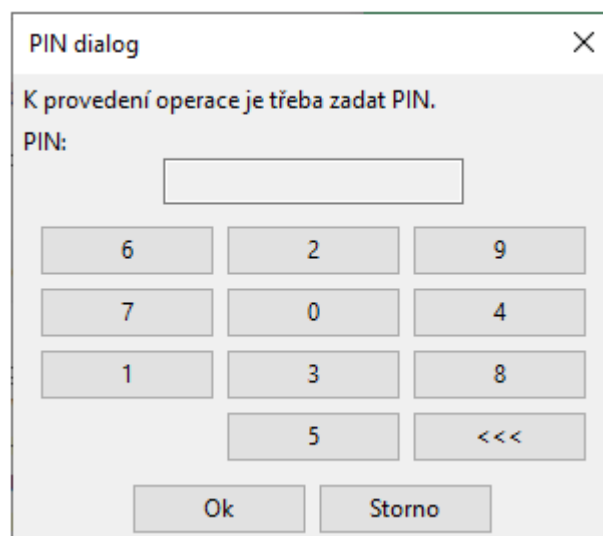 PIN dialog
K provedení operace je třeba zadat PIN.
PIN:
6 2 9
7 0 4
1 3 8
5 <<<
Ok Storno